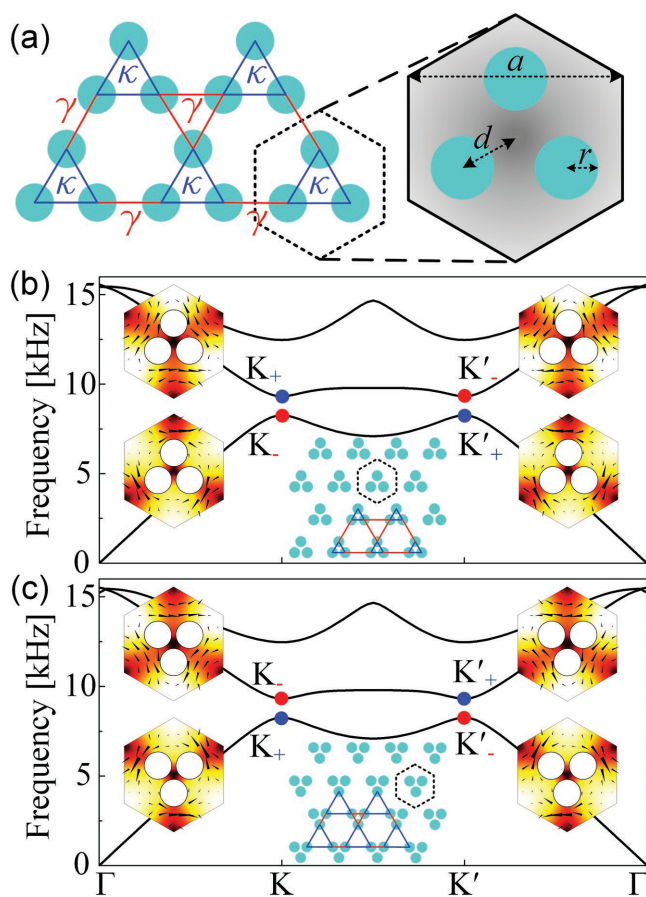 (a)
κ κ
γ γ
κ κ κ
γ γ
a
d
r
(b)
Frequency [kHz]
15
10
5
0
K₊ K′₋
K₋ K′₊
(c)
Frequency [kHz]
15
10
5
0
K₋ K′₊
K₊ K′₋
Γ K K′ Γ